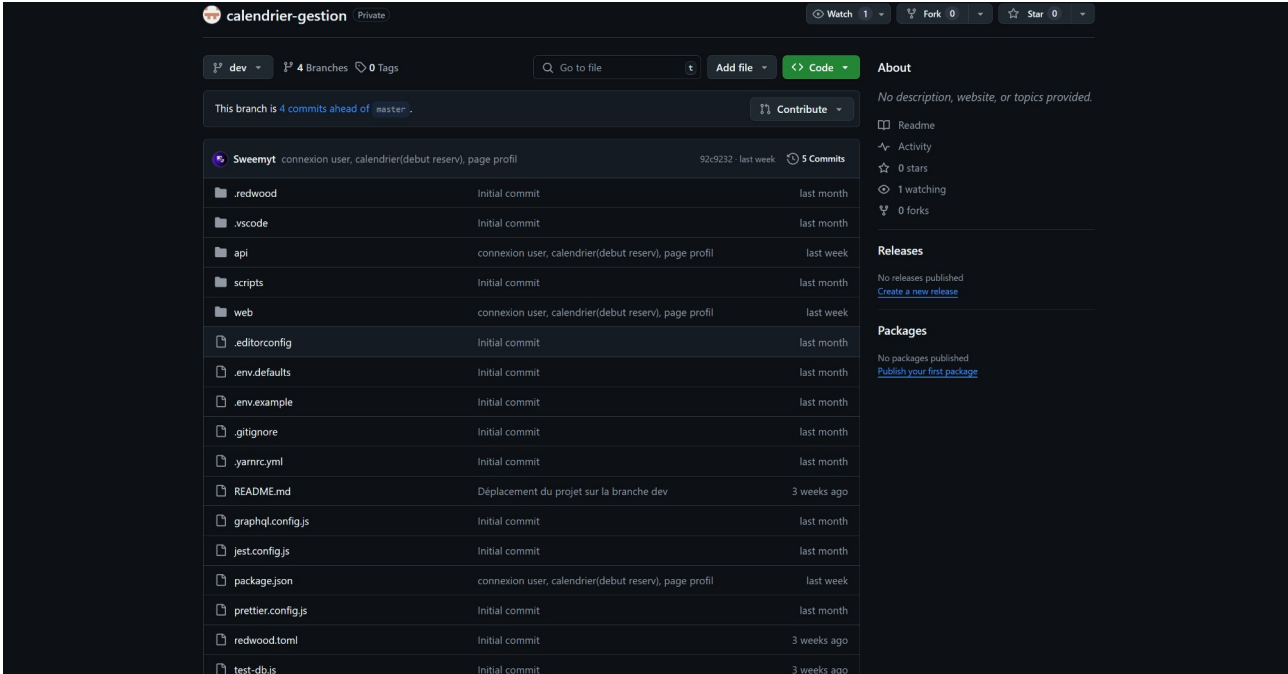 calendrier-gestion Private Watch 1 Fork 0 Star 0
dev 4 Branches 0 Tags Go to file t Add file Code
This branch is 4 commits ahead of master . Contribute
Sweemyt connexion user, calendrier(debut reserv), page profil 92c9232 · last week 5 Commits
.redwood Initial commit last month
.vscode Initial commit last month
api connexion user, calendrier(debut reserv), page profil last week
scripts Initial commit last month
web connexion user, calendrier(debut reserv), page profil last week
.editorconfig Initial commit last month
.env.defaults Initial commit last month
.env.example Initial commit last month
.gitignore Initial commit last month
.yarnrc.yml Initial commit last month
README.md Déplacement du projet sur la branche dev 3 weeks ago
graphql.config.js Initial commit last month
jest.config.js Initial commit last month
package.json connexion user, calendrier(debut reserv), page profil last week
prettier.config.js Initial commit last month
redwood.toml Initial commit 3 weeks ago
test-db.js Initial commit 3 weeks ago
About
No description, website, or topics provided.
Readme
Activity
0 stars
1 watching
0 forks
Releases
No releases published
Create a new release
Packages
No packages published
Publish your first package